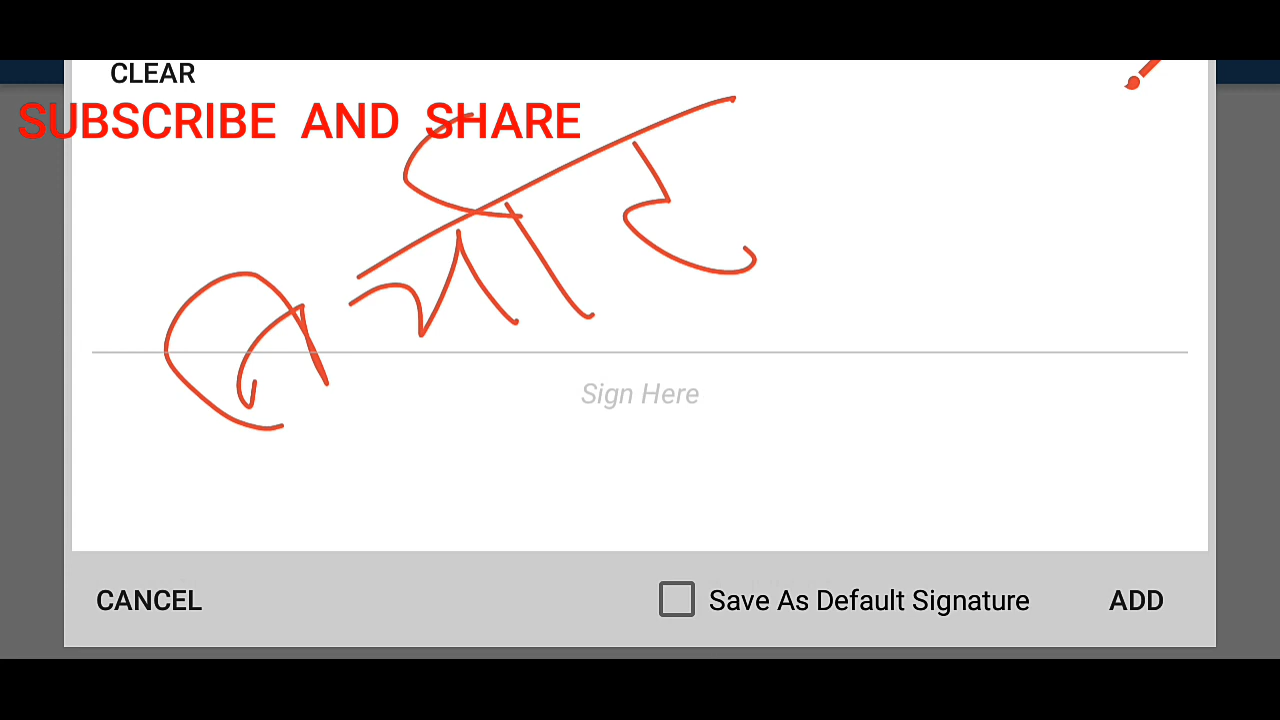 CLEAR
SUBSCRIBE AND SHARE
Sign Here
CANCEL
Save As Default Signature
ADD